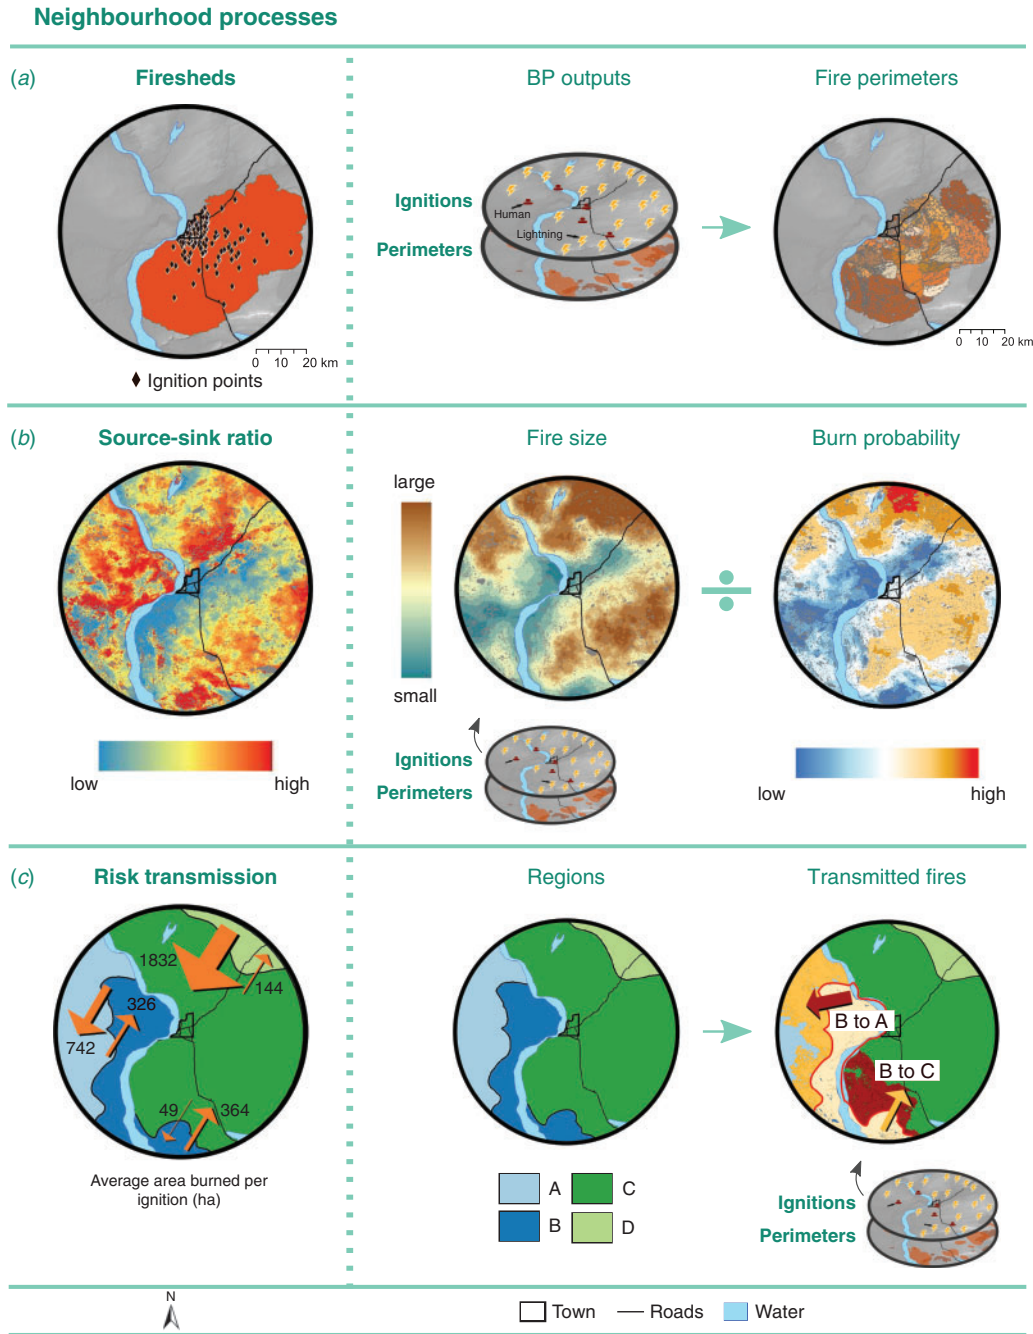 Neighbourhood processes
(a)
Firesheds
BP outputs
Fire perimeters
Ignitions
Perimeters
Human
Lightning
0 10 20 km
0 10 20 km
Ignition points
(b)
Source-sink ratio
Fire size
Burn probability
large
small
Ignitions
Perimeters
low
high
low
high
(c)
Risk transmission
Regions
Transmitted fires
1832
144
326
742
49
364
B to A
B to C
Average area burned per
ignition (ha)
A
C
B
D
Ignitions
Perimeters
N
Town
Roads
Water